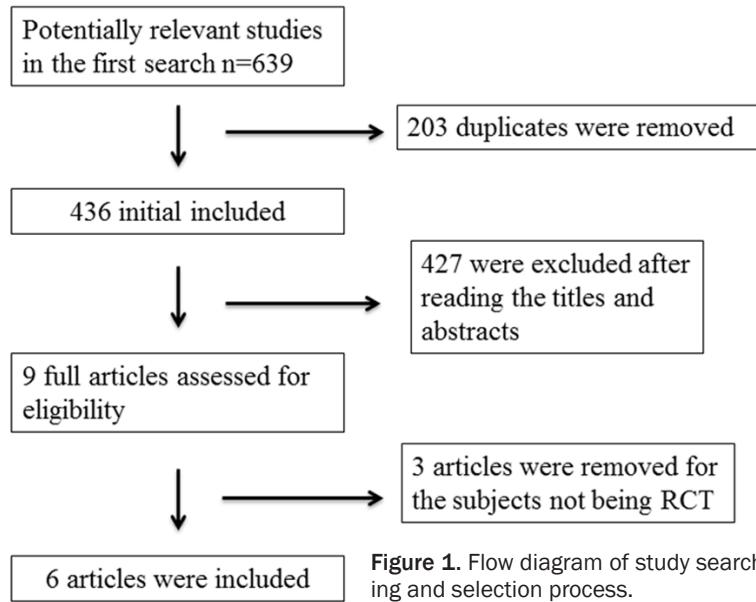 Potentially relevant studies
in the first search n=639
203 duplicates were removed
436 initial included
427 were excluded after
reading the titles and
abstracts
9 full articles assessed for
eligibility
3 articles were removed for
the subjects not being RCT
6 articles were included
Figure 1. Flow diagram of study search-
ing and selection process.